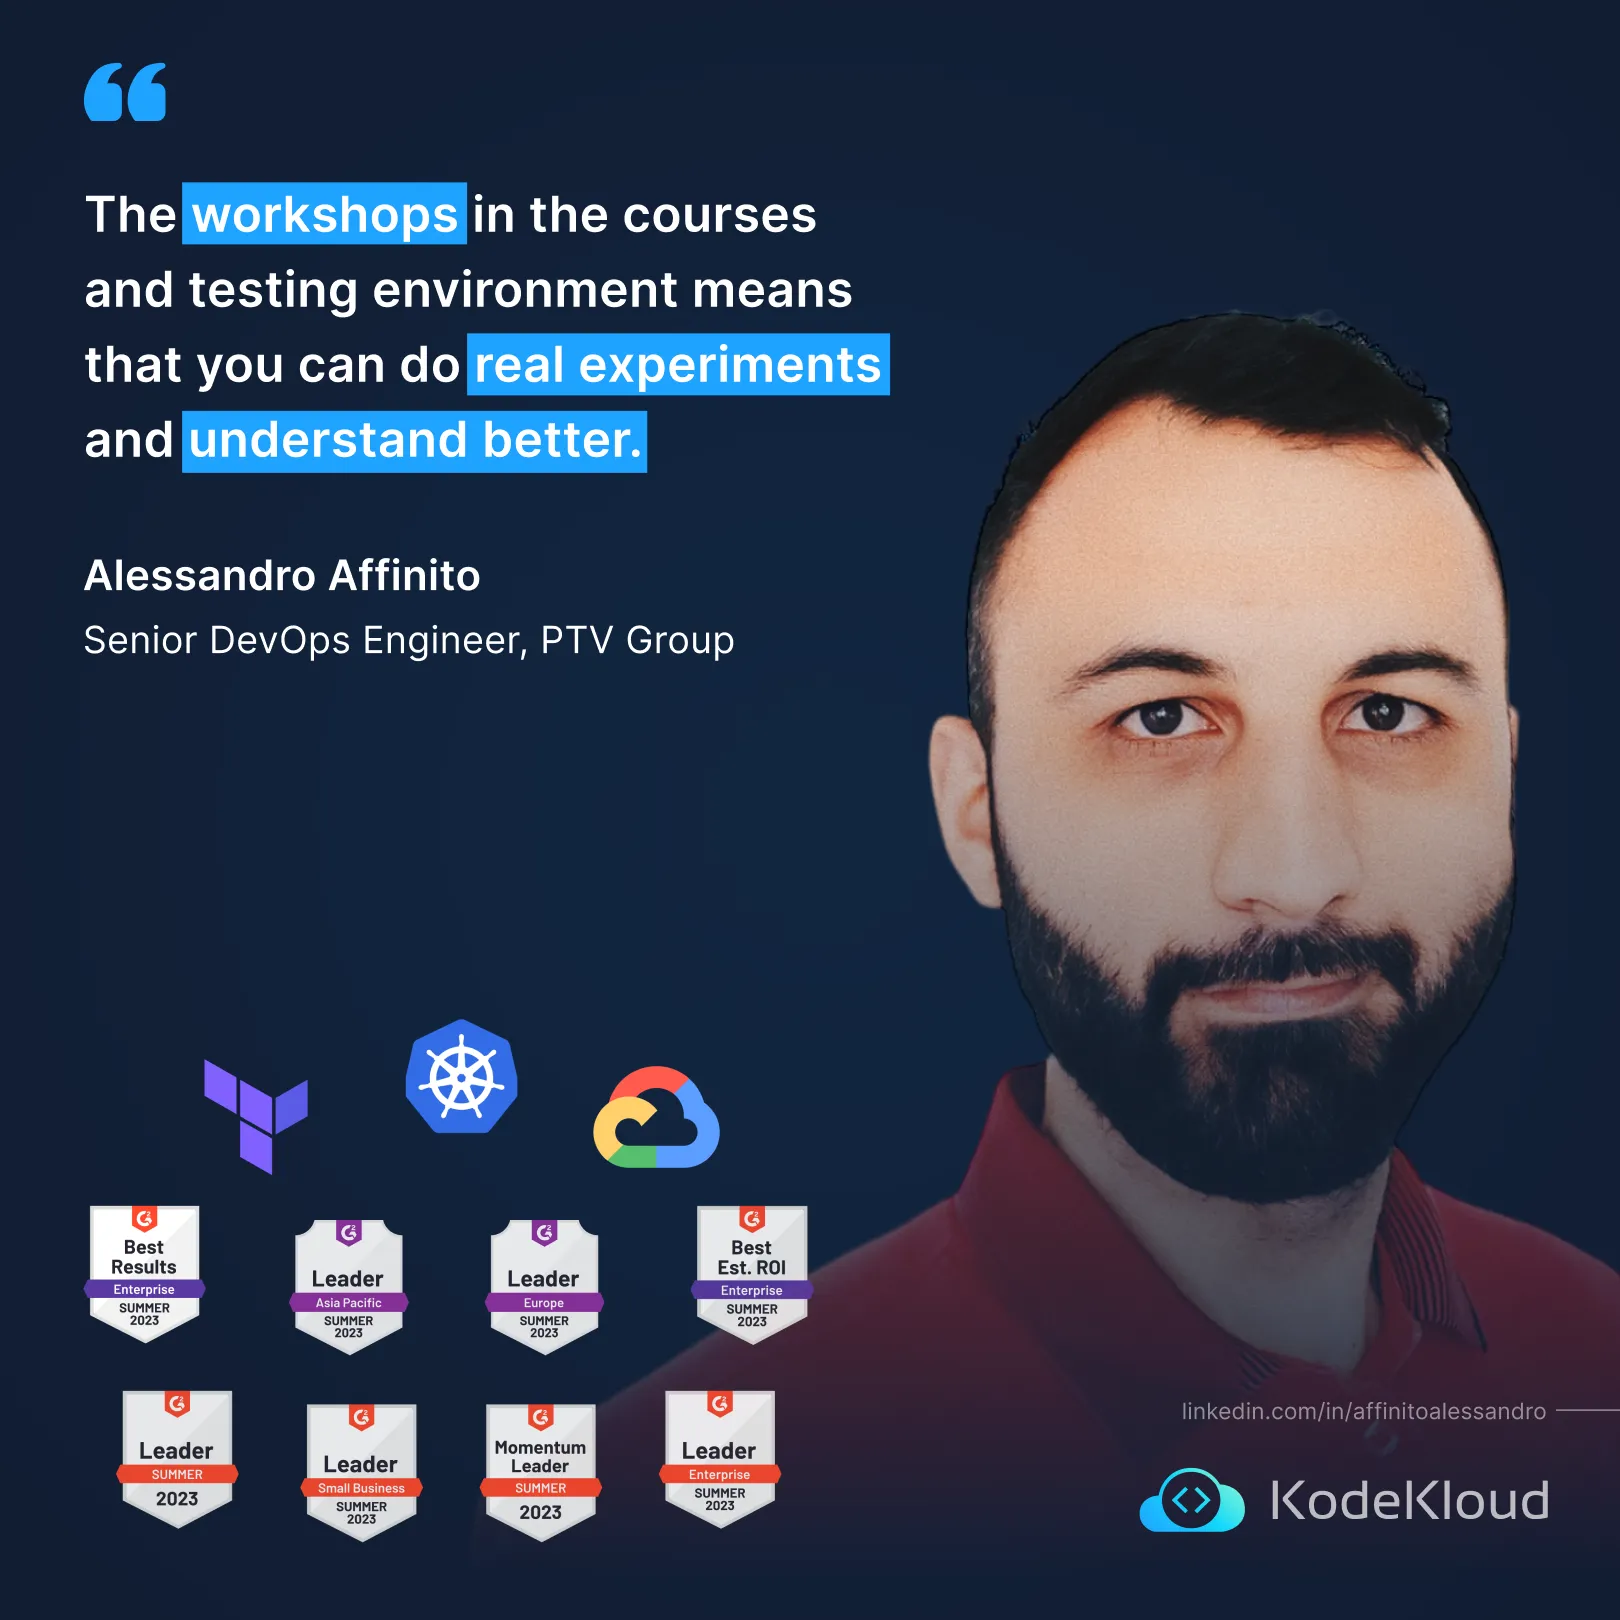 The workshops in the courses
and testing environment means
that you can do real experiments
and understand better.
Alessandro Affinito
Senior DevOps Engineer, PTV Group
Best
Results
Enterprise
SUMMER
2023
Leader
Asia Pacific
SUMMER
2023
Leader
Europe
SUMMER
2023
Best
Est. ROI
Enterprise
SUMMER
2023
Leader
SUMMER
2023
Leader
Small Business
SUMMER
2023
Momentum
Leader
SUMMER
2023
Leader
Enterprise
SUMMER
2023
linkedin.com/in/affinitoalessandro
KodeKloud